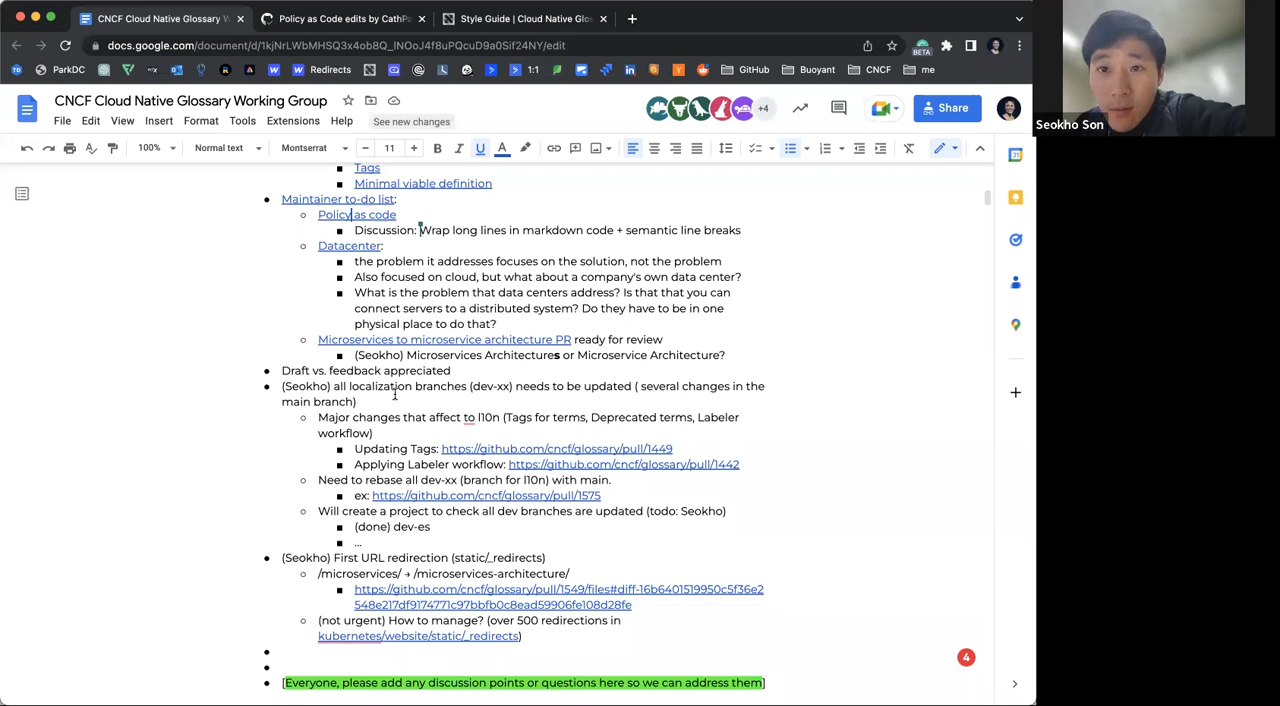 CNCF Cloud Native Glossary W
Policy as Code edits by CathPa
Style Guide | Cloud Native Glos
docs.google.com/document/d/1kjNrLWbMHSQ3x4ob8Q_lNOoJ4f8uPQcuD9a0Sif24NY/edit
BETA
ParkDC
Redirects
1:1
GitHub
Buoyant
CNCF
me
CNCF Cloud Native Glossary Working Group
+4
Share
File Edit View Insert Format Tools Extensions Help See new changes
100% Normal text Montserrat 11
Tags
Minimal viable definition
Maintainer to-do list:
Policy as code
Discussion: Wrap long lines in markdown code + semantic line breaks
Datacenter:
the problem it addresses focuses on the solution, not the problem
Also focused on cloud, but what about a company's own data center?
What is the problem that data centers address? Is that that you can
connect servers to a distributed system? Do they have to be in one
physical place to do that?
Microservices to microservice architecture PR ready for review
(Seokho) Microservices Architectures or Microservice Architecture?
Draft vs. feedback appreciated
(Seokho) all localization branches (dev-xx) needs to be updated ( several changes in the
main branch)
Major changes that affect to l10n (Tags for terms, Deprecated terms, Labeler
workflow)
Updating Tags: https://github.com/cncf/glossary/pull/1449
Applying Labeler workflow: https://github.com/cncf/glossary/pull/1442
Need to rebase all dev-xx (branch for l10n) with main.
ex: https://github.com/cncf/glossary/pull/1575
Will create a project to check all dev branches are updated (todo: Seokho)
(done) dev-es
...
(Seokho) First URL redirection (static/_redirects)
/microservices/ → /microservices-architecture/
https://github.com/cncf/glossary/pull/1549/files#diff-16b6401519950c5f36e2
548e217df9174771c97bbfb0c8ead59906fe108d28fe
(not urgent) How to manage? (over 500 redirections in
kubernetes/website/static/_redirects)
4
[Everyone, please add any discussion points or questions here so we can address them]
Seokho Son